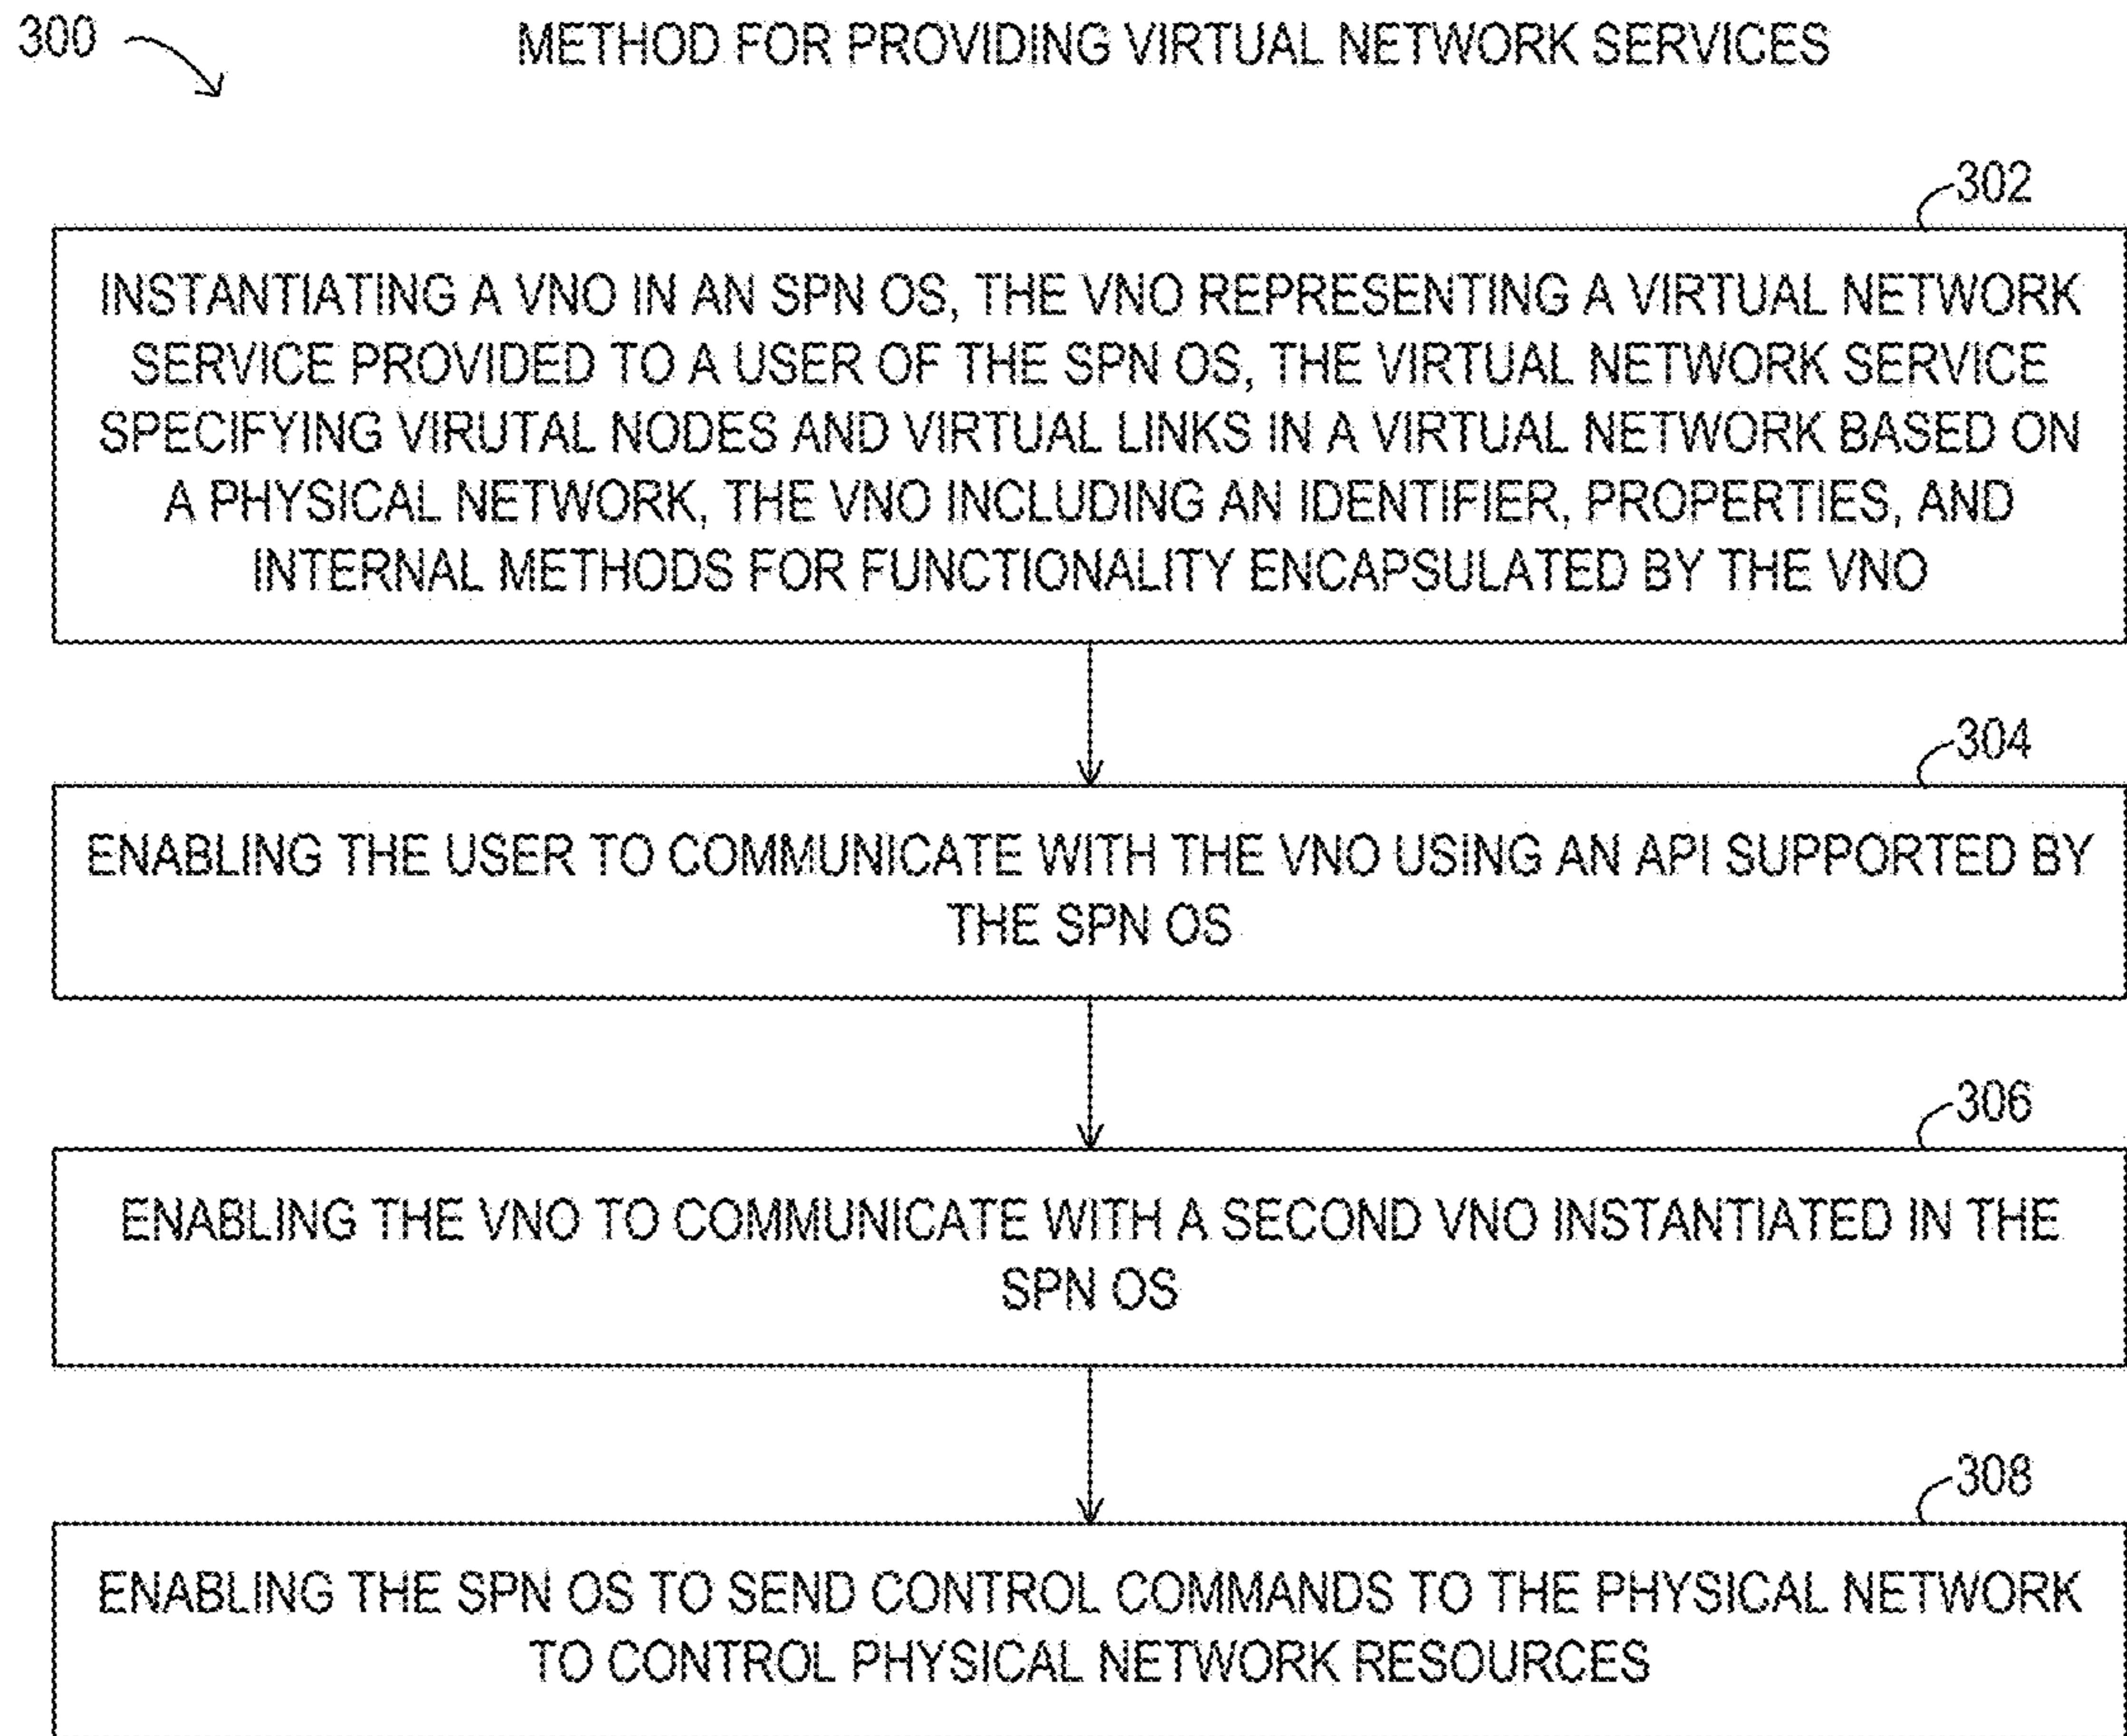 300
METHOD FOR PROVIDING VIRTUAL NETWORK SERVICES
302
INSTANTIATING A VNO IN AN SPN OS, THE VNO REPRESENTING A VIRTUAL NETWORK
SERVICE PROVIDED TO A USER OF THE SPN OS, THE VIRTUAL NETWORK SERVICE
SPECIFYING VIRUTAL NODES AND VIRTUAL LINKS IN A VIRTUAL NETWORK BASED ON
A PHYSICAL NETWORK, THE VNO INCLUDING AN IDENTIFIER, PROPERTIES, AND
INTERNAL METHODS FOR FUNCTIONALITY ENCAPSULATED BY THE VNO
304
ENABLING THE USER TO COMMUNICATE WITH THE VNO USING AN API SUPPORTED BY
THE SPN OS
306
ENABLING THE VNO TO COMMUNICATE WITH A SECOND VNO INSTANTIATED IN THE
SPN OS
308
ENABLING THE SPN OS TO SEND CONTROL COMMANDS TO THE PHYSICAL NETWORK
TO CONTROL PHYSICAL NETWORK RESOURCES